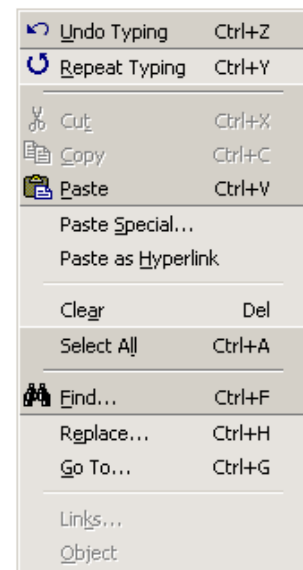 Undo Typing Ctrl+Z
Repeat Typing Ctrl+Y
Cut Ctrl+X
Copy Ctrl+C
Paste Ctrl+V
Paste Special...
Paste as Hyperlink
Clear Del
Select All Ctrl+A
Find... Ctrl+F
Replace... Ctrl+H
Go To... Ctrl+G
Links...
Object